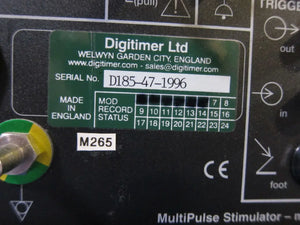 (pull)
TRIGGE
Digitimer Ltd
WELWYN GARDEN CITY, ENGLAND
www.digitimer.com - sales@digitimer.com
SERIAL No. D185-47-1996
MADE IN ENGLAND
MOD RECORD STATUS
7 8
9 10 11 12 13 14 15 16
17 18 19 20 21 22 23 24
M265
out
in
foot
CE
MultiPulse Stimulator – m